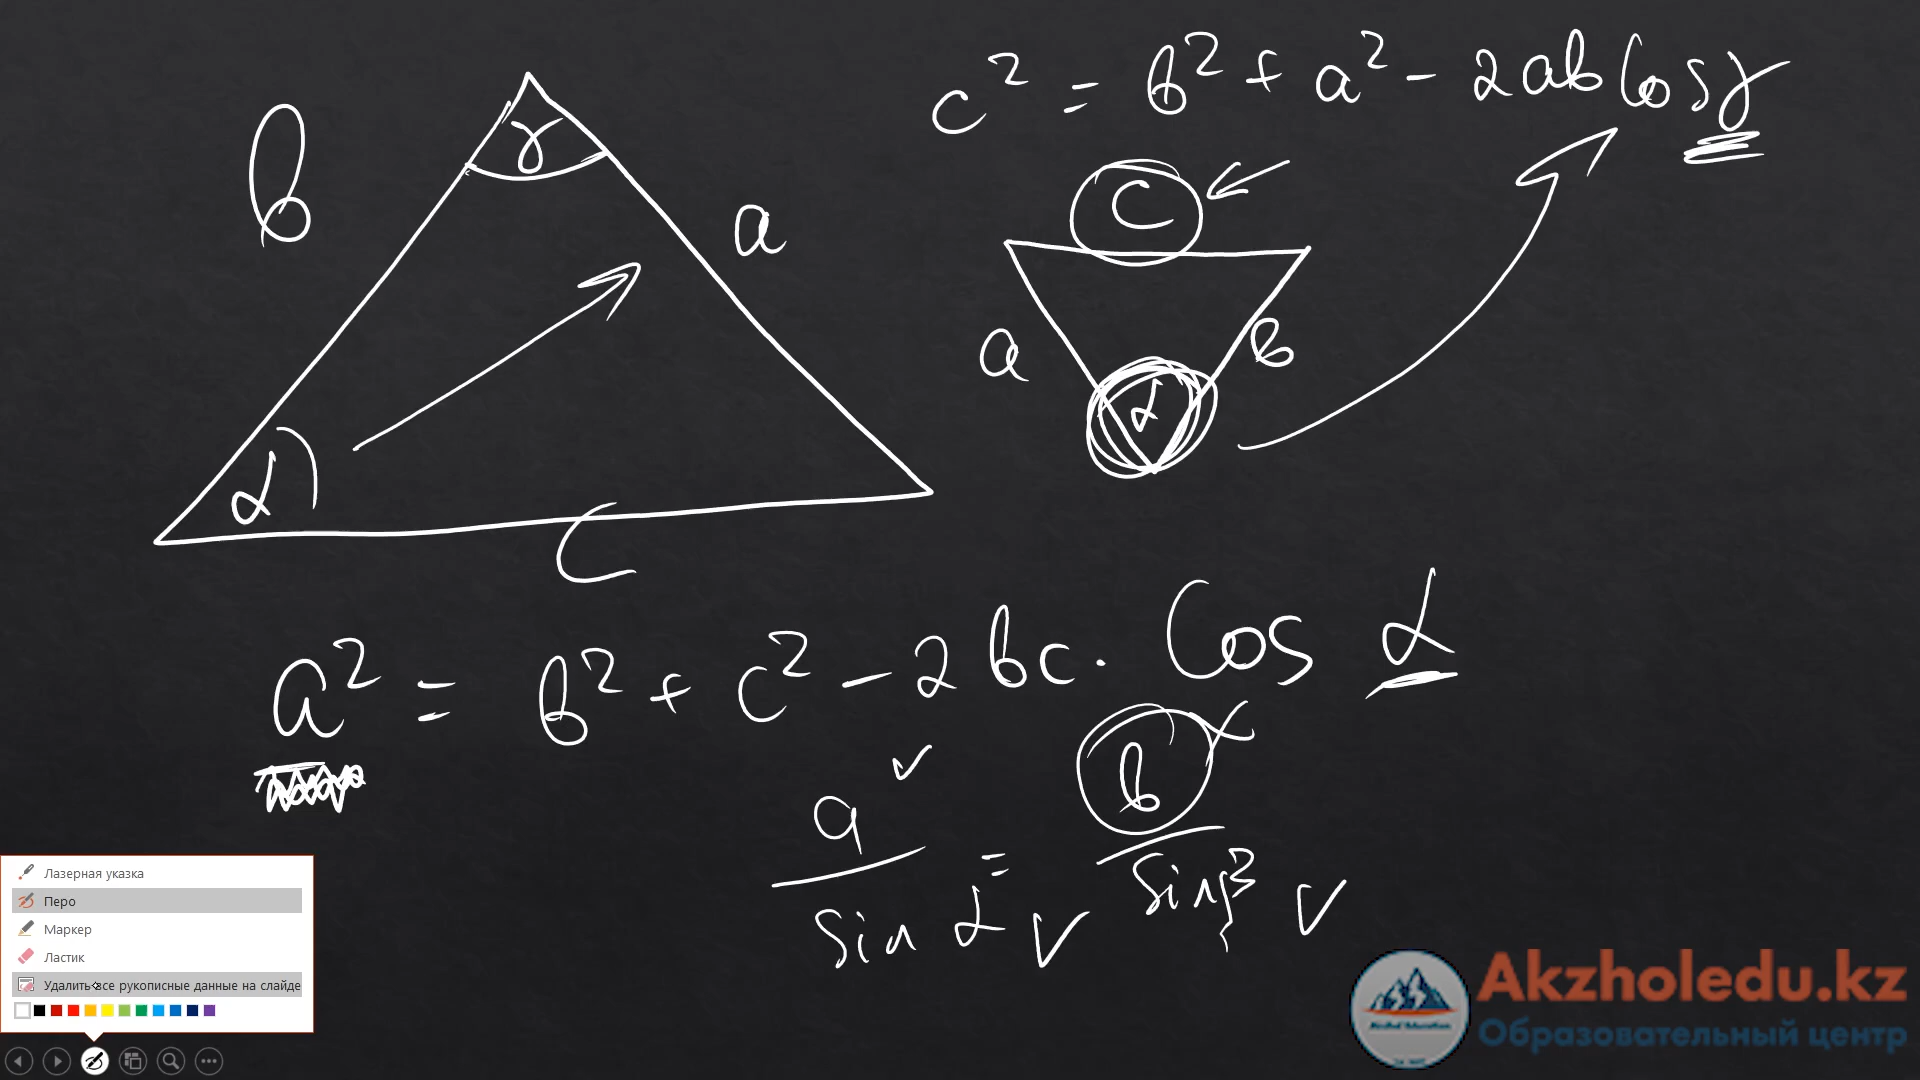 c² = b² + a² - 2ab Cosγ
b
γ
a
α
c
c
a
b
α
a² = b² + c² - 2bc · Cos α
a / sin α = b / sin β
Лазерная указка
Перо
Маркер
Ластик
Удалить все рукописные данные на слайде
Akzholedu.kz
Образовательный центр